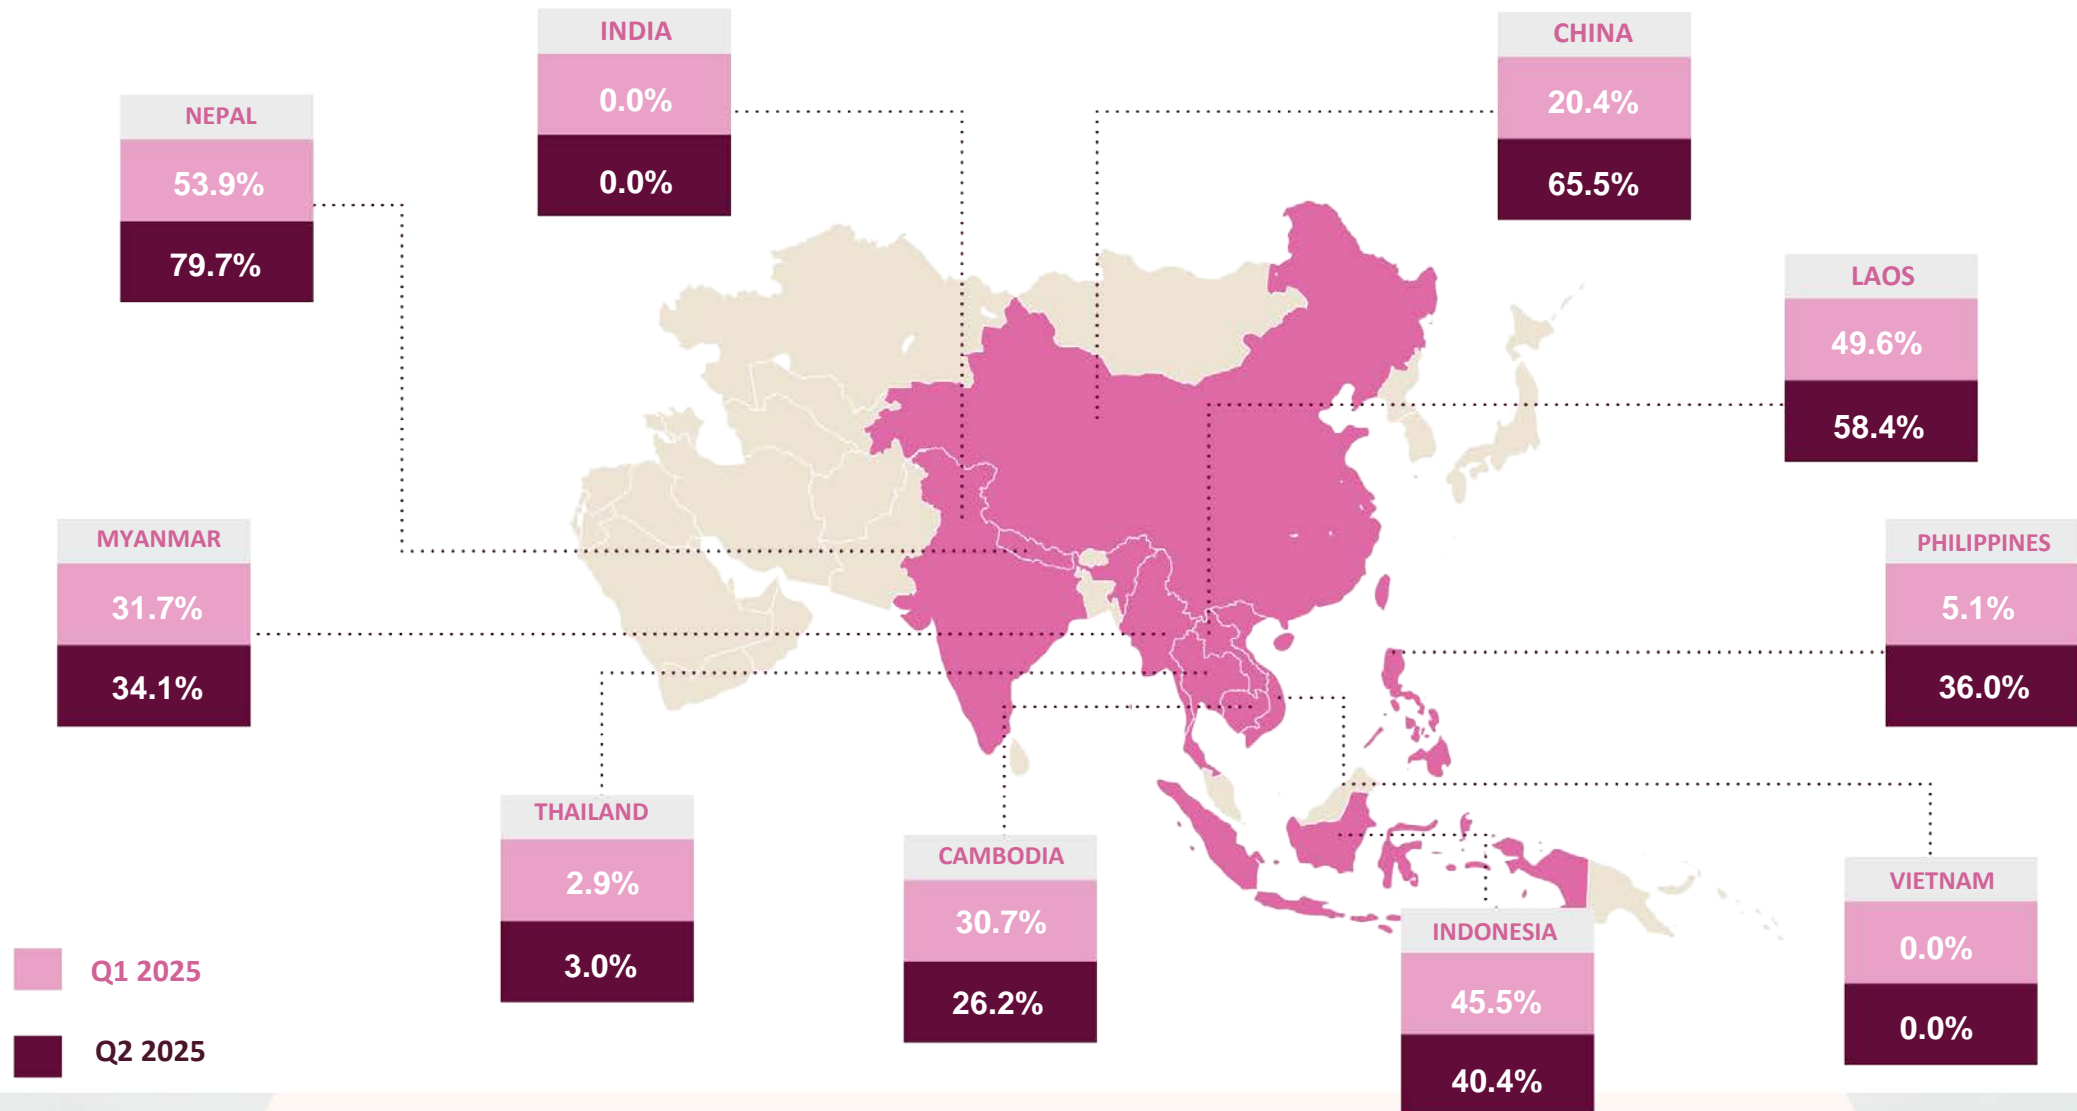 INDIA
0.0%
0.0%
CHINA
20.4%
65.5%
NEPAL
53.9%
79.7%
LAOS
49.6%
58.4%
MYANMAR
31.7%
34.1%
PHILIPPINES
5.1%
36.0%
THAILAND
2.9%
3.0%
CAMBODIA
30.7%
26.2%
INDONESIA
45.5%
40.4%
VIETNAM
0.0%
0.0%
Q1 2025
Q2 2025